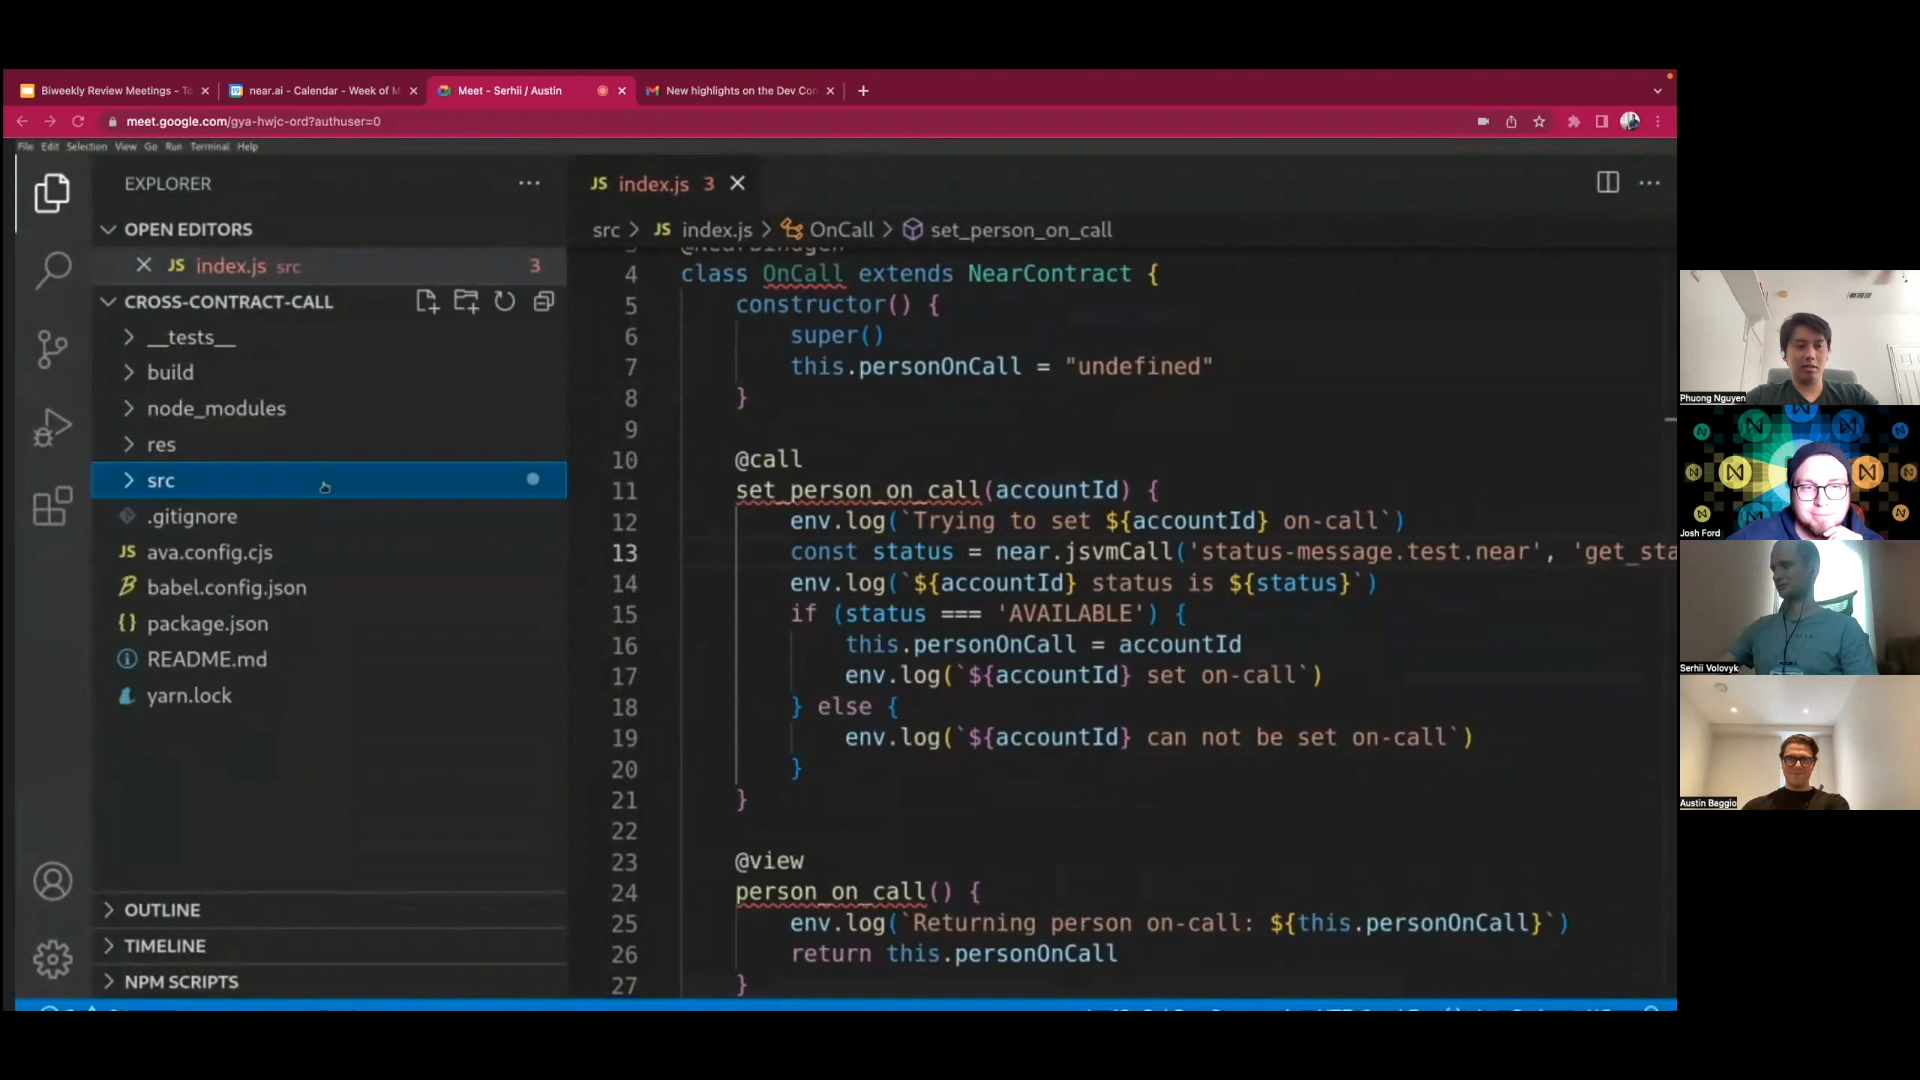 Biweekly Review Meetings - To
near.ai - Calendar - Week of M
Meet - Serhii / Austin
New highlights on the Dev Con
meet.google.com/gya-hwjc-ord?authuser=0
File Edit Selection View Go Run Terminal Help
EXPLORER
OPEN EDITORS
JS index.js src 3
CROSS-CONTRACT-CALL
__tests__
build
node_modules
res
src
.gitignore
JS ava.config.cjs
babel.config.json
{} package.json
README.md
yarn.lock
OUTLINE
TIMELINE
NPM SCRIPTS
JS index.js 3
src > JS index.js > OnCall > set_person_on_call
4 class OnCall extends NearContract {
5 constructor() {
6 super()
7 this.personOnCall = "undefined"
8 }
9
10 @call
11 set_person_on_call(accountId) {
12 env.log(`Trying to set ${accountId} on-call`)
13 const status = near.jsvmCall('status-message.test.near', 'get_sta
14 env.log(`${accountId} status is ${status}`)
15 if (status === 'AVAILABLE') {
16 this.personOnCall = accountId
17 env.log(`${accountId} set on-call`)
18 } else {
19 env.log(`${accountId} can not be set on-call`)
20 }
21 }
22
23 @view
24 person_on_call() {
25 env.log(`Returning person on-call: ${this.personOnCall}`)
26 return this.personOnCall
27 }
Phuong Nguyen
Josh Ford
Serhii Volovyk
Austin Baggio